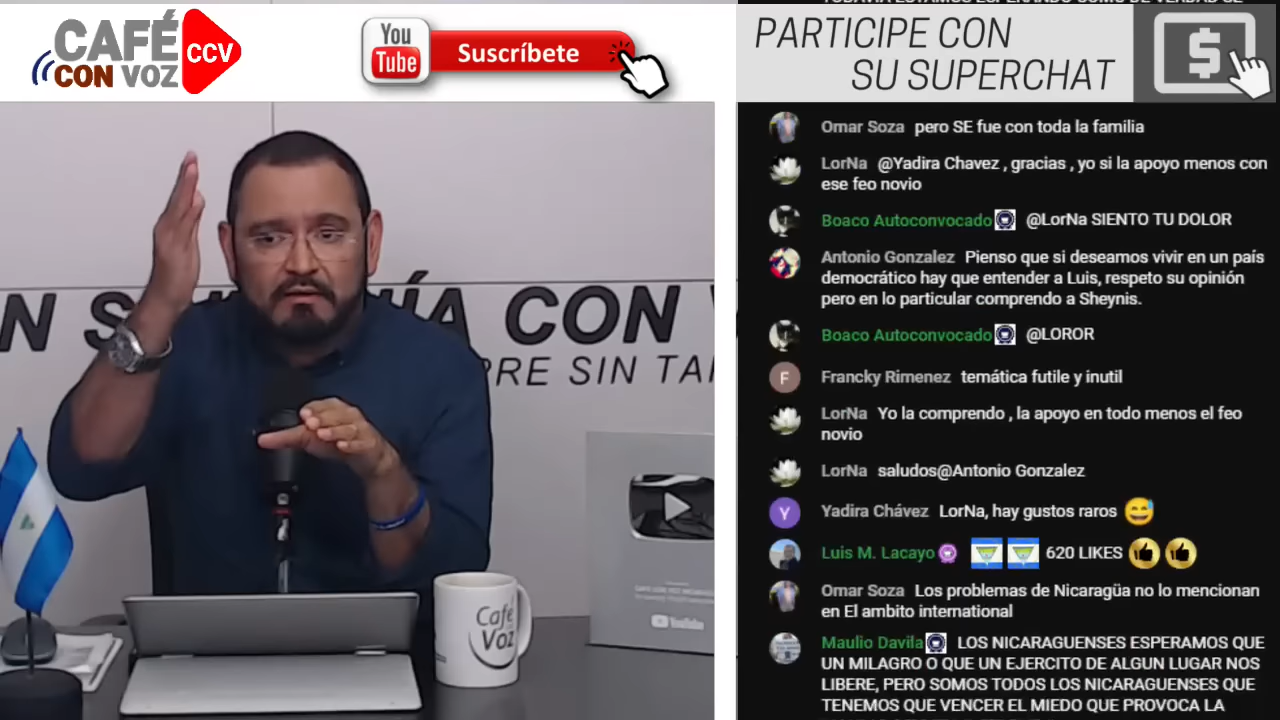 CAFÉ
CON VOZ
CCV
You
Tube
Suscríbete
PARTICIPE CON
SU SUPERCHAT
$
Omar Soza pero SE fue con toda la familia
LorNa @Yadira Chavez , gracias , yo si la apoyo menos con
ese feo novio
Boaco Autoconvocado @LorNa SIENTO TU DOLOR
Antonio Gonzalez Pienso que si deseamos vivir en un país
democrático hay que entender a Luis, respeto su opinión
pero en lo particular comprendo a Sheynis.
Boaco Autoconvocado @LOROR
F
Francky Rimenez temática futile y inutil
LorNa Yo la comprendo , la apoyo en todo menos el feo
novio
LorNa saludos@Antonio Gonzalez
Y
Yadira Chávez LorNa, hay gustos raros
Luis M. Lacayo 620 LIKES
Omar Soza Los problemas de Nicaragüa no lo mencionan
en El ambito international
Maulio Davila LOS NICARAGUENSES ESPERAMOS QUE
UN MILAGRO O QUE UN EJERCITO DE ALGUN LUGAR NOS
LIBERE, PERO SOMOS TODOS LOS NICARAGUENSES QUE
TENEMOS QUE VENCER EL MIEDO QUE PROVOCA LA
CON
RE SIN TA
Café
Voz
YouTube